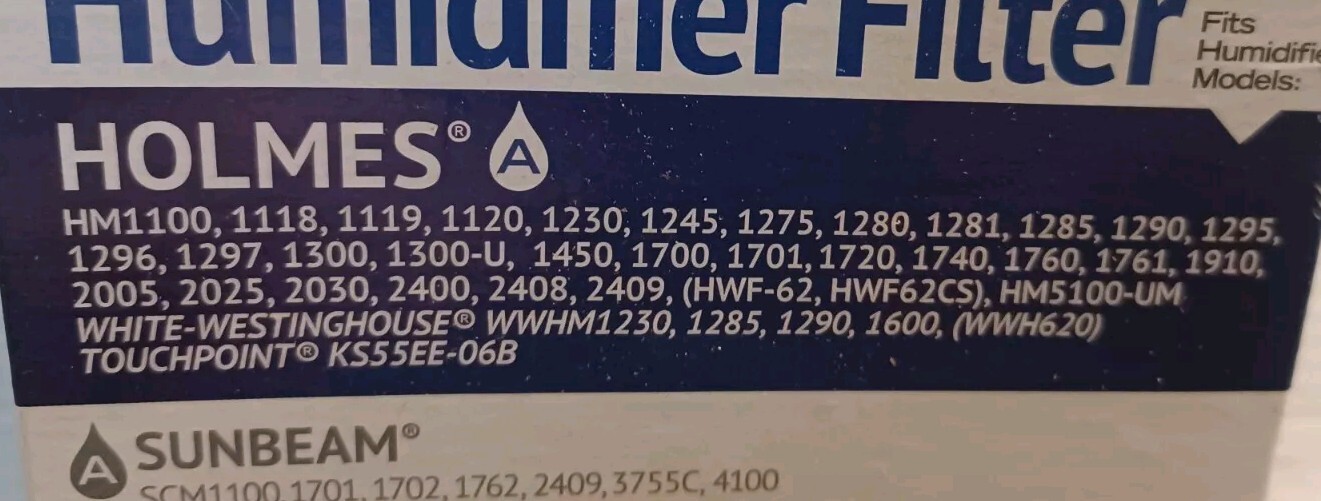 Humidifier Filter
Fits
Humidifie
Models:
HOLMES® A
HM1100, 1118, 1119, 1120, 1230, 1245, 1275, 1280, 1281, 1285, 1290, 1295,
1296, 1297, 1300, 1300-U, 1450, 1700, 1701, 1720, 1740, 1760, 1761, 1910,
2005, 2025, 2030, 2400, 2408, 2409, (HWF-62, HWF62CS), HM5100-UM
WHITE-WESTINGHOUSE® WWHM1230, 1285, 1290, 1600, (WWH620)
TOUCHPOINT® KS55EE-06B
A SUNBEAM®
SCM1100, 1701, 1702, 1762, 2409, 3755C, 4100